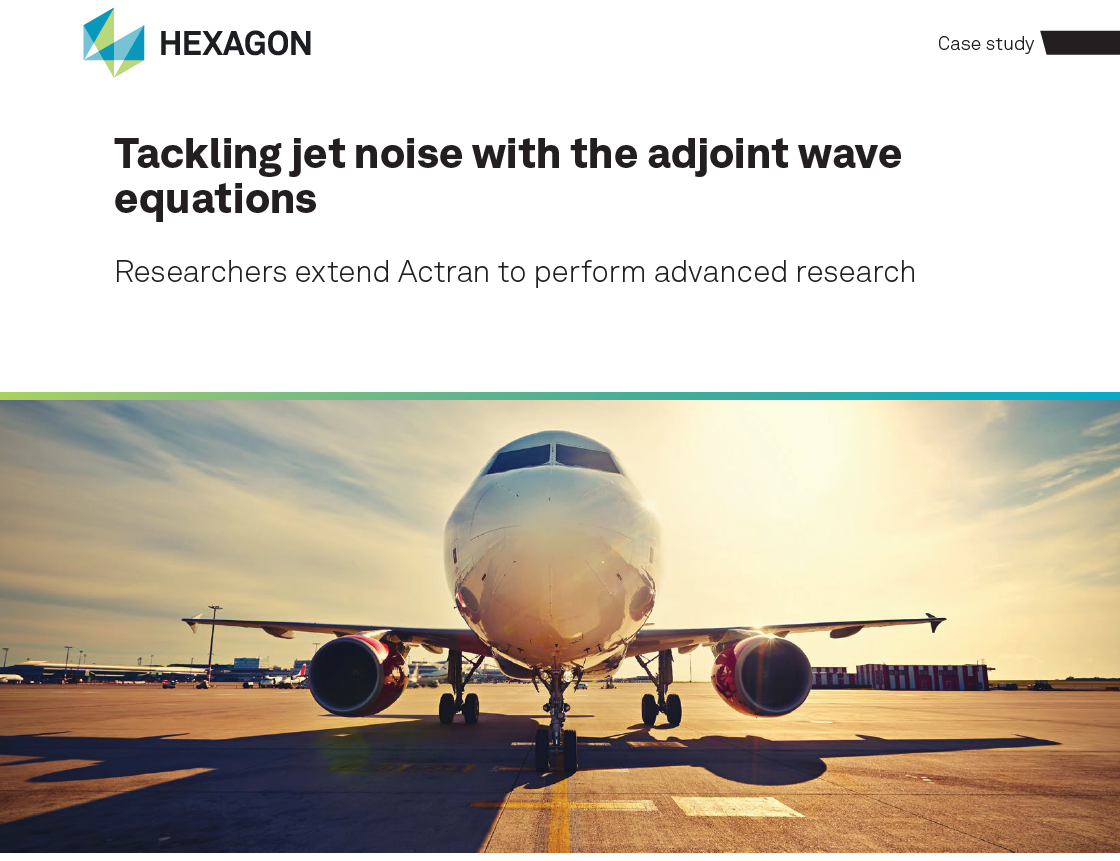 HEXAGON
Case study
Tackling jet noise with the adjoint wave
equations
Researchers extend Actran to perform advanced research